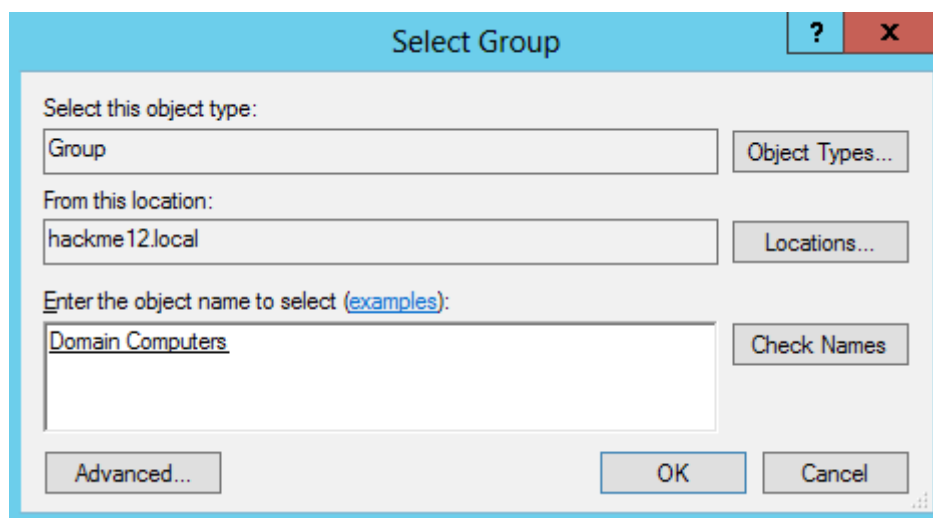 Select Group
?
x
Select this object type:
Group
Object Types...
From this location:
hackme12.local
Locations...
Enter the object name to select (examples):
Domain Computers
Check Names
Advanced...
OK
Cancel